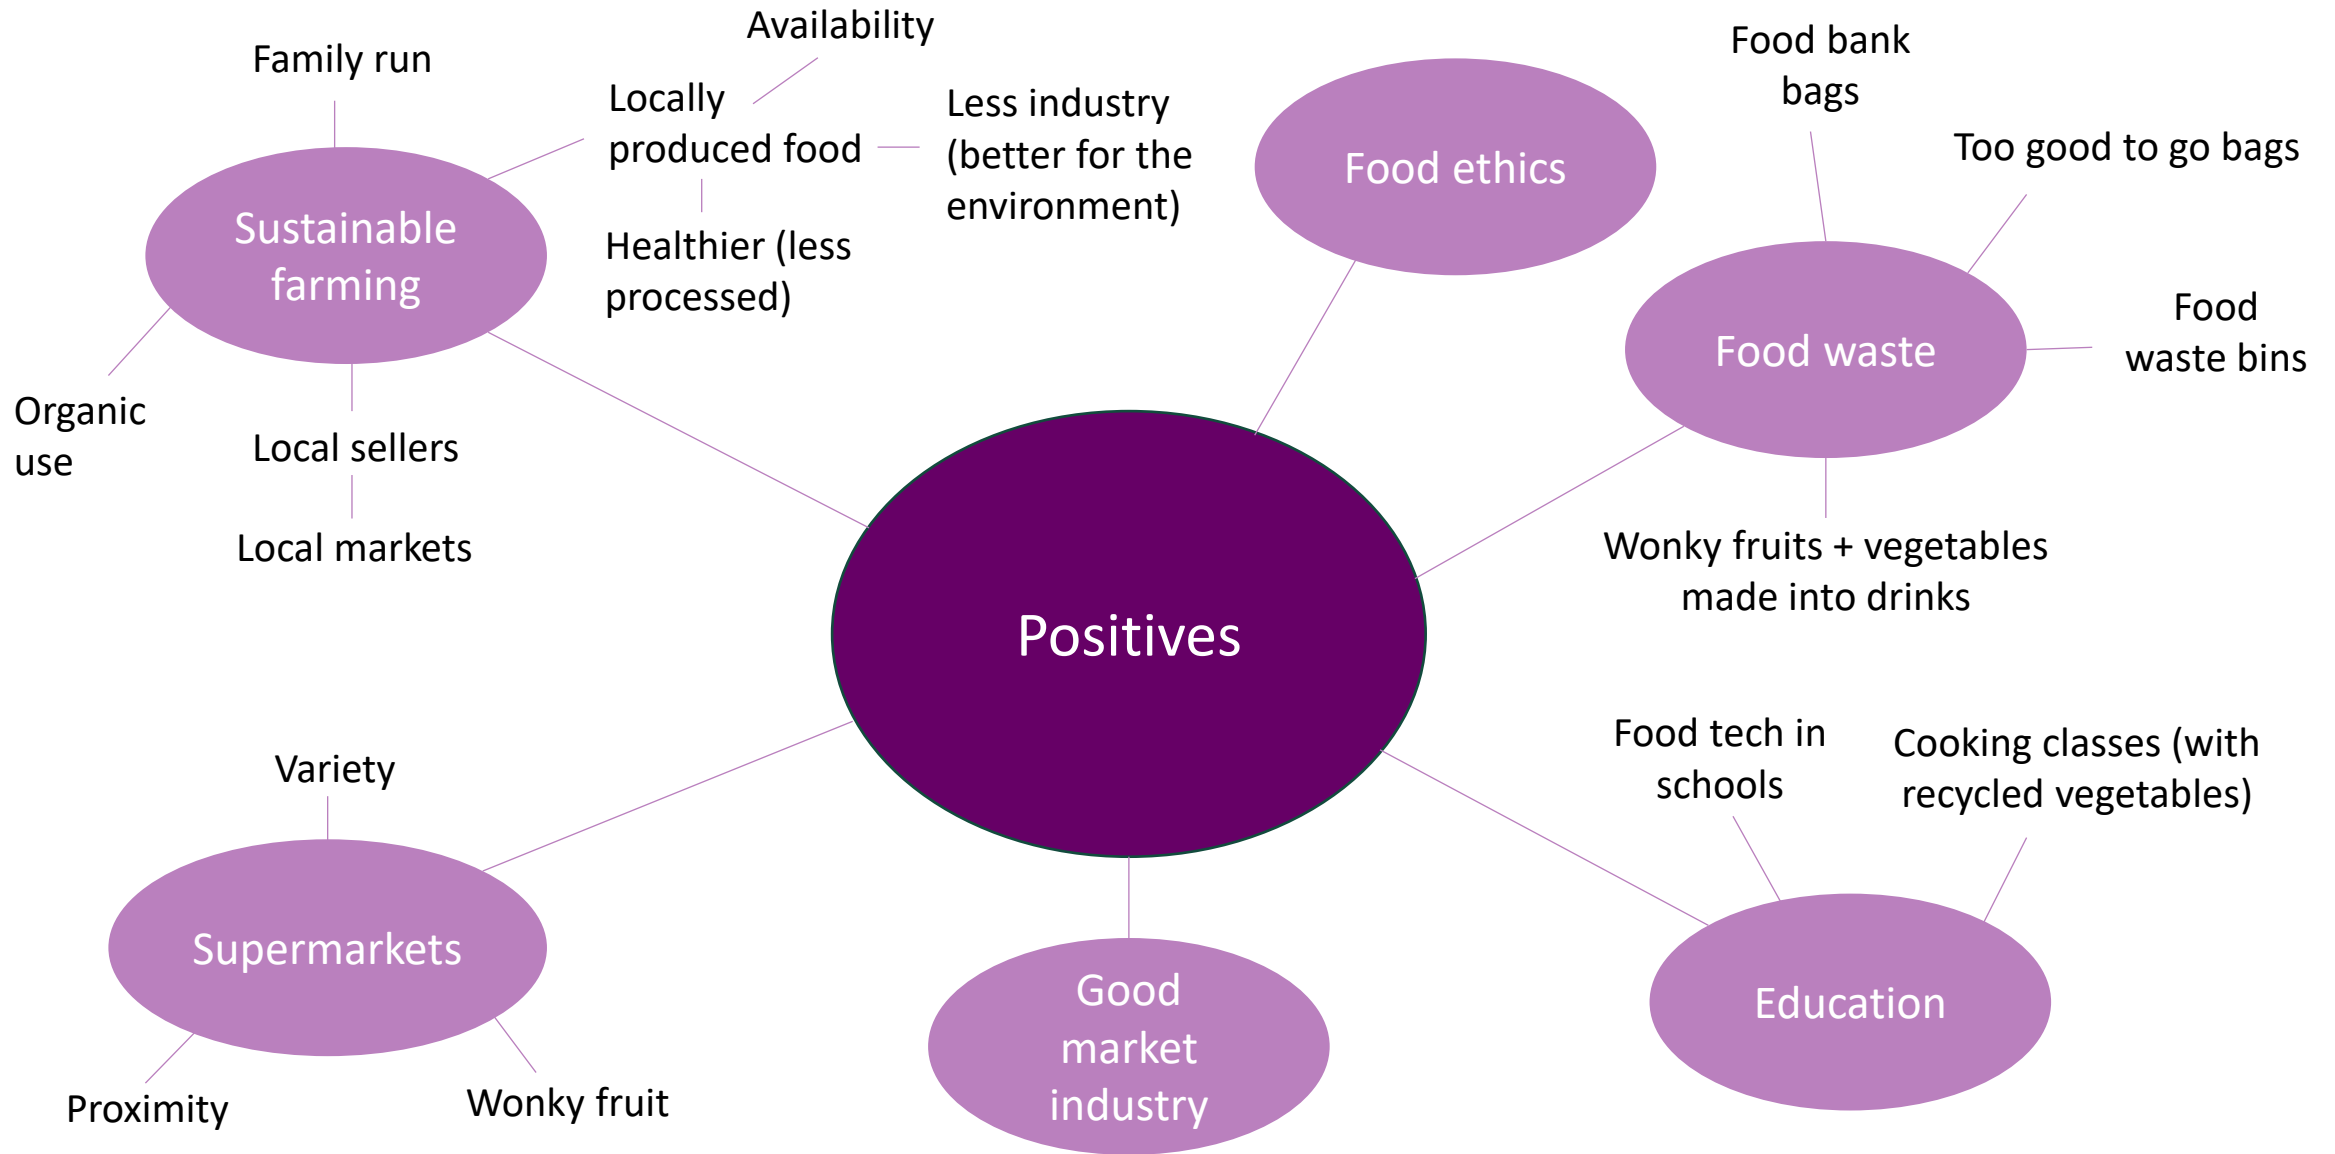 Family run
Availability
Locally
produced food
Less industry
(better for the
environment)
Healthier (less
processed)
Sustainable
farming
Organic
use
Local sellers
Local markets
Food ethics
Food bank
bags
Too good to go bags
Food
waste bins
Food waste
Wonky fruits + vegetables
made into drinks
Positives
Variety
Supermarkets
Proximity
Wonky fruit
Good
market
industry
Food tech in
schools
Cooking classes (with
recycled vegetables)
Education